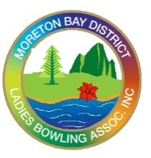 MORETON BAY DISTRICT
LADIES BOWLING ASSOC. INC